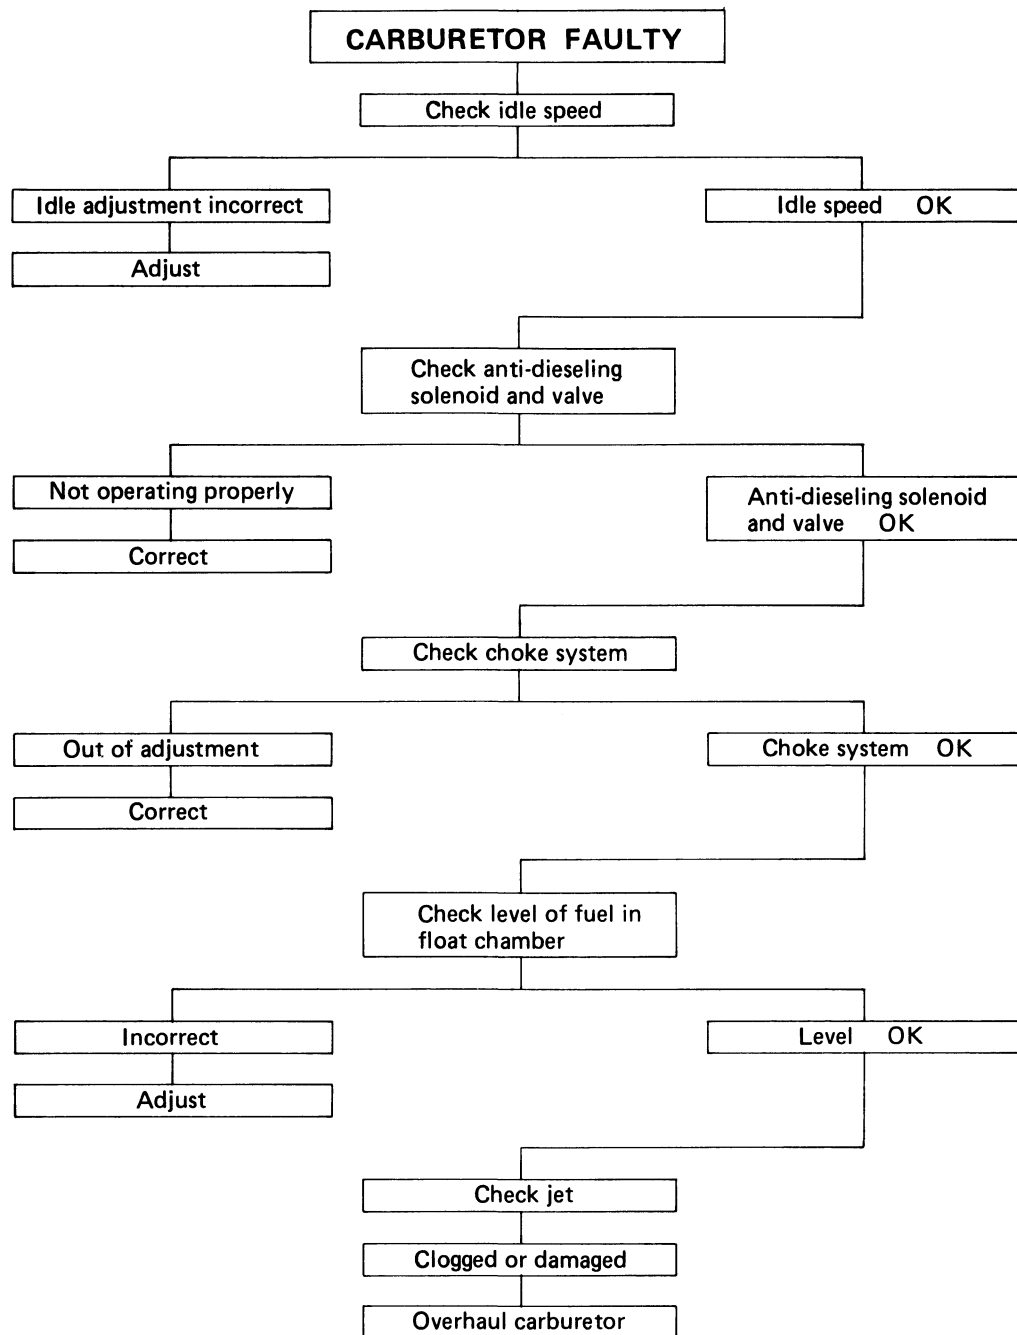 CARBURETOR FAULTY
Check idle speed
Idle adjustment incorrect
Idle speed OK
Adjust
Check anti-dieseling
solenoid and valve
Not operating properly
Anti-dieseling solenoid
and valve OK
Correct
Check choke system
Out of adjustment
Choke system OK
Correct
Check level of fuel in
float chamber
Incorrect
Level OK
Adjust
Check jet
Clogged or damaged
Overhaul carburetor